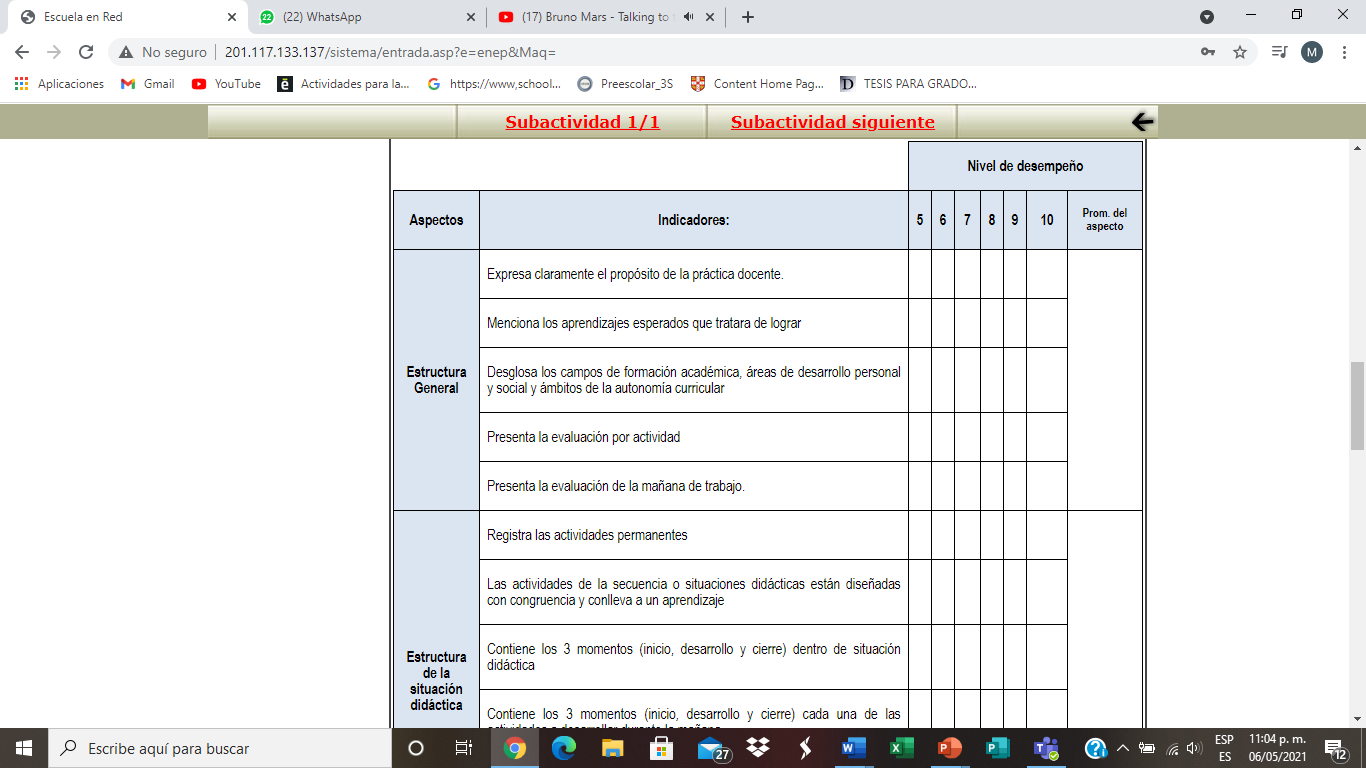 Escuela en Red
(22) WhatsApp
(17) Bruno Mars - Talking to
No seguro
201.117.133.137/sistema/entrada.asp?e=enep&Maq=
M
Aplicaciones
Gmail
YouTube
Actividades para la...
https://www,school...
Preescolar_3S
Content Home Pag...
TESIS PARA GRADO...
Subactividad 1/1
Subactividad siguiente
Nivel de desempeño
Aspectos
Indicadores:
5 6 7 8 9 10
Prom. del
aspecto
Estructura
General
Expresa claramente el propósito de la práctica docente.
Menciona los aprendizajes esperados que tratara de lograr
Desglosa los campos de formación académica, áreas de desarrollo personal
y social y ámbitos de la autonomía curricular
Presenta la evaluación por actividad
Presenta la evaluación de la mañana de trabajo.
Estructura
de la
situación
didáctica
Registra las actividades permanentes
Las actividades de la secuencia o situaciones didácticas están diseñadas
con congruencia y conlleva a un aprendizaje
Contiene los 3 momentos (inicio, desarrollo y cierre) dentro de situación
didáctica
Contiene los 3 momentos (inicio, desarrollo y cierre) cada una de las
Escribe aquí para buscar
27
ESP
ES
11:04 p. m.
06/05/2021
12